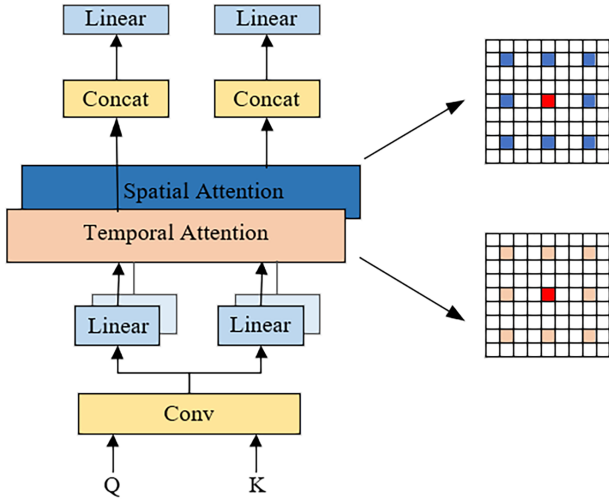 Linear Linear
Concat Concat
Spatial Attention
Temporal Attention
Linear Linear
Conv
Q K